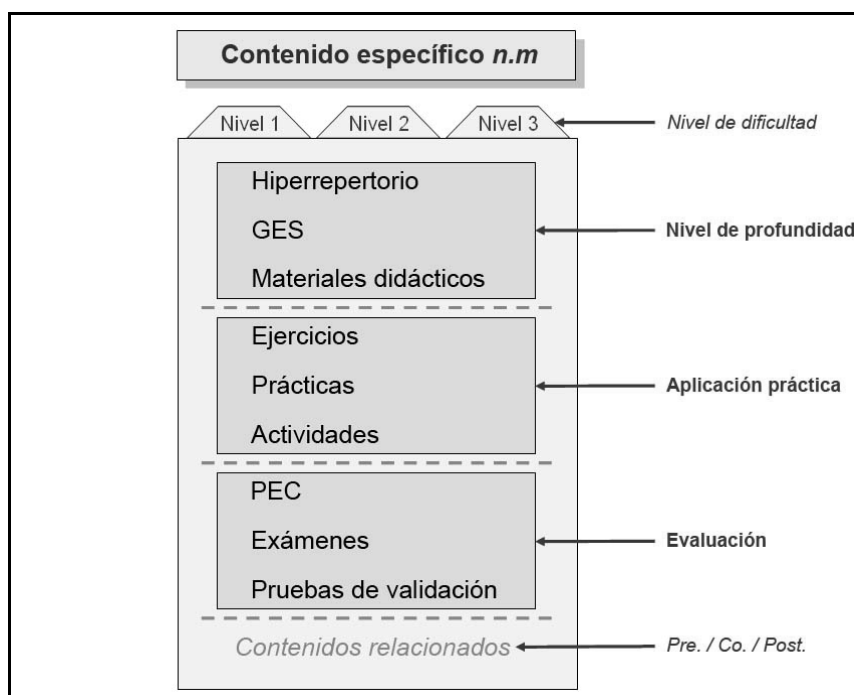 Contenido específico n.m
Nivel 1 Nivel 2 Nivel 3 Nivel de dificultad
Hiperrepertorio
GES Nivel de profundidad
Materiales didácticos
Ejercicios
Prácticas Aplicación práctica
Actividades
PEC
Exámenes Evaluación
Pruebas de validación
Contenidos relacionados Pre. / Co. / Post.